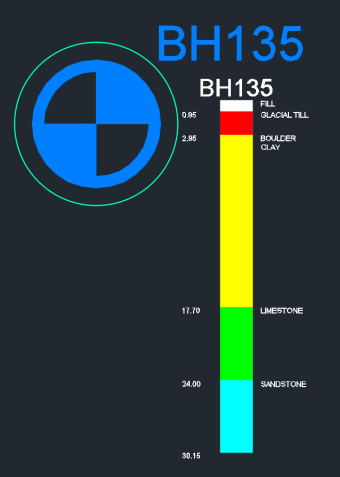 BH135
BH135
FILL
0.95 GLACIAL TILL
2.95 BOULDER
CLAY
17.70 LIMESTONE
24.00 SANDSTONE
30.15